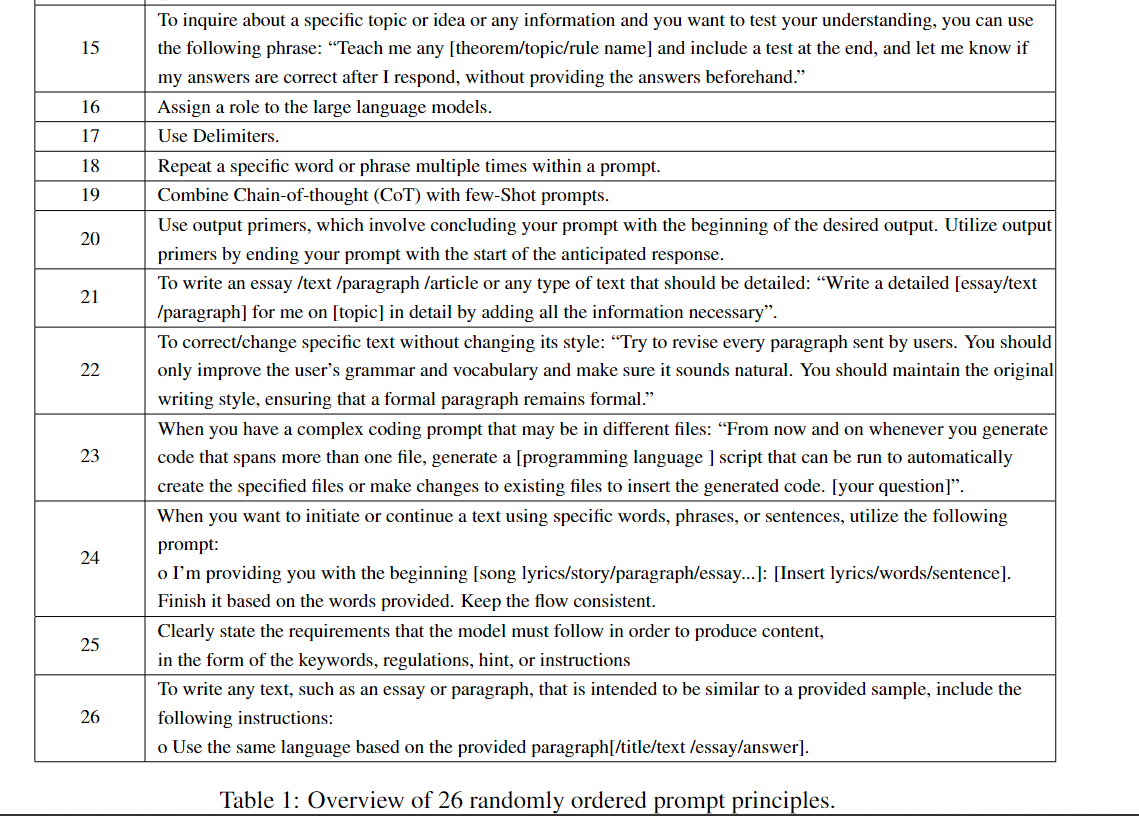 To inquire about a specific topic or idea or any information and you want to test your understanding, you can use
15
the following phrase: “Teach me any [theorem/topic/rule name] and include a test at the end, and let me know if
my answers are correct after I respond, without providing the answers beforehand.”
16 Assign a role to the large language models.
17 Use Delimiters.
18 Repeat a specific word or phrase multiple times within a prompt.
19 Combine Chain-of-thought (CoT) with few-Shot prompts.
20
Use output primers, which involve concluding your prompt with the beginning of the desired output. Utilize output
primers by ending your prompt with the start of the anticipated response.
21
To write an essay /text /paragraph /article or any type of text that should be detailed: “Write a detailed [essay/text
/paragraph] for me on [topic] in detail by adding all the information necessary”.
22
To correct/change specific text without changing its style: “Try to revise every paragraph sent by users. You should
only improve the user’s grammar and vocabulary and make sure it sounds natural. You should maintain the original
writing style, ensuring that a formal paragraph remains formal.”
23
When you have a complex coding prompt that may be in different files: “From now and on whenever you generate
code that spans more than one file, generate a [programming language ] script that can be run to automatically
create the specified files or make changes to existing files to insert the generated code. [your question]”.
24
When you want to initiate or continue a text using specific words, phrases, or sentences, utilize the following
prompt:
o I’m providing you with the beginning [song lyrics/story/paragraph/essay...]: [Insert lyrics/words/sentence].
Finish it based on the words provided. Keep the flow consistent.
25
Clearly state the requirements that the model must follow in order to produce content,
in the form of the keywords, regulations, hint, or instructions
26
To write any text, such as an essay or paragraph, that is intended to be similar to a provided sample, include the
following instructions:
o Use the same language based on the provided paragraph[/title/text /essay/answer].
Table 1: Overview of 26 randomly ordered prompt principles.